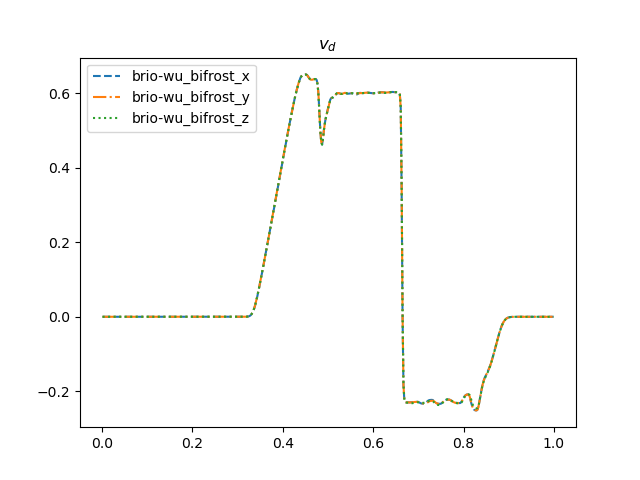 v_d
brio-wu_bifrost_x
brio-wu_bifrost_y
brio-wu_bifrost_z
0.6
0.4
0.2
0.0
−0.2
0.0 0.2 0.4 0.6 0.8 1.0